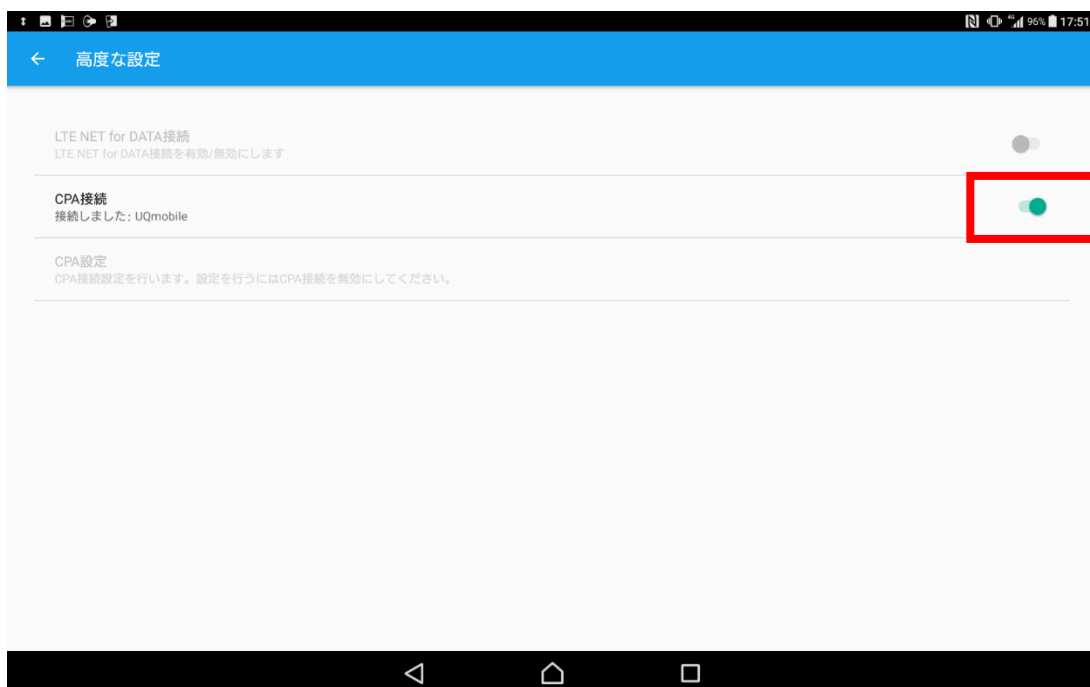 4G 96% 17:51
高度な設定
LTE NET for DATA接続
LTE NET for DATA接続を有効/無効にします
CPA接続
接続しました: UQmobile
CPA設定
CPA接続設定を行います。設定を行うにはCPA接続を無効にしてください。